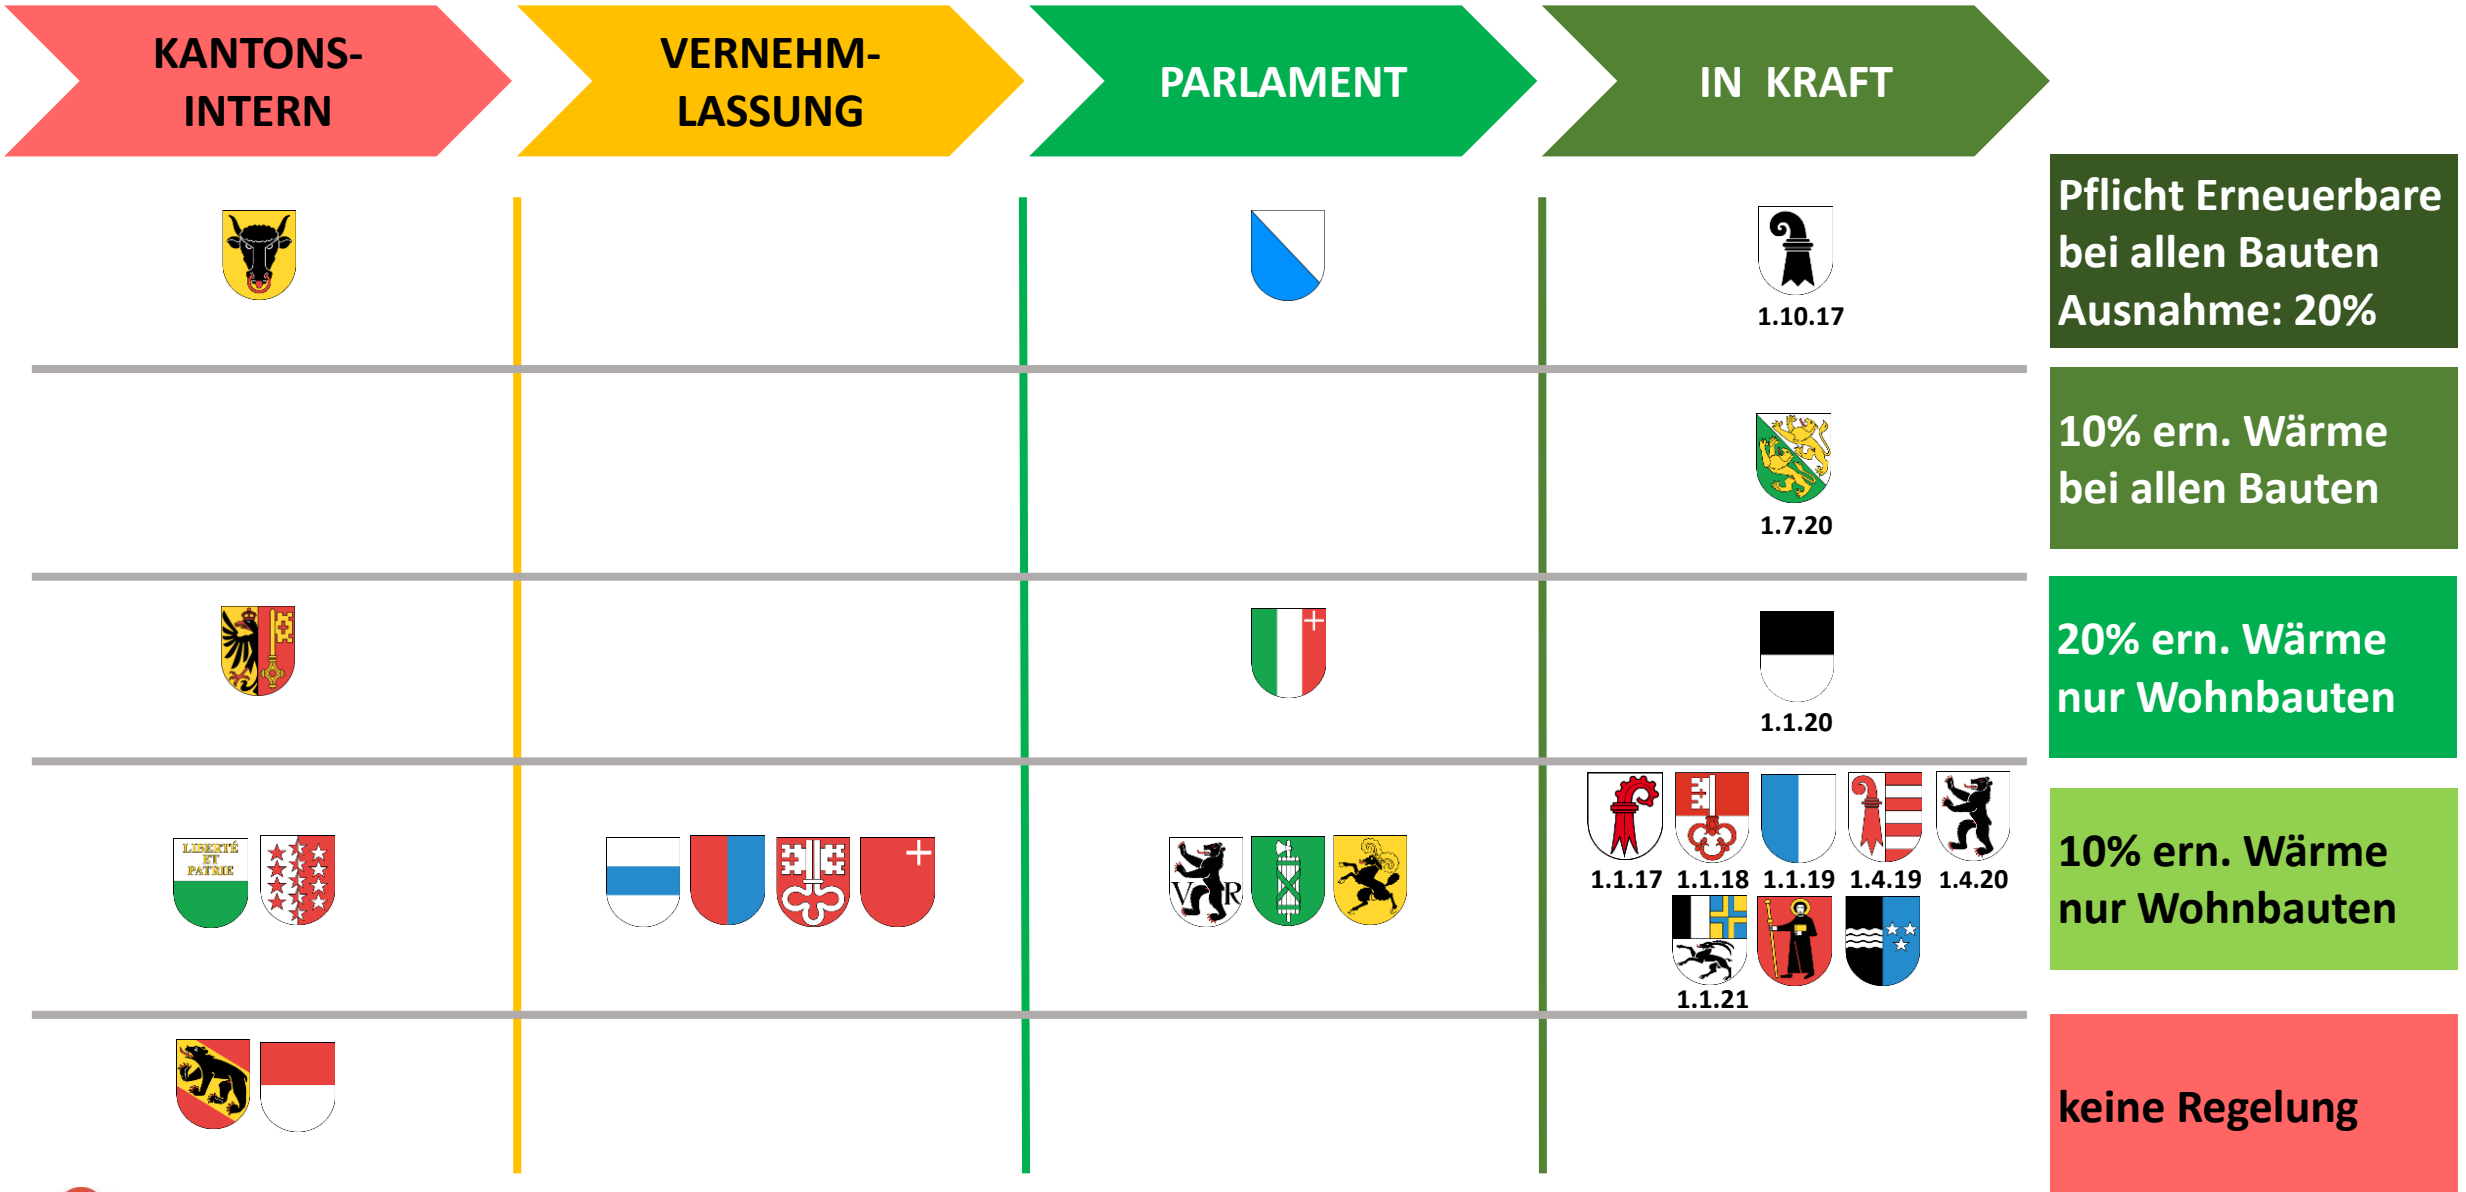 KANTONS-
INTERN
VERNEHM-
LASSUNG
PARLAMENT
IN KRAFT
Pflicht Erneuerbare
bei allen Bauten
Ausnahme: 20%
1.10.17
10% ern. Wärme
bei allen Bauten
1.7.20
20% ern. Wärme
nur Wohnbauten
1.1.20
LIBERTÉ
ET
PATRIE
V R
1.1.17 1.1.18 1.1.19 1.4.19 1.4.20
1.1.21
10% ern. Wärme
nur Wohnbauten
keine Regelung